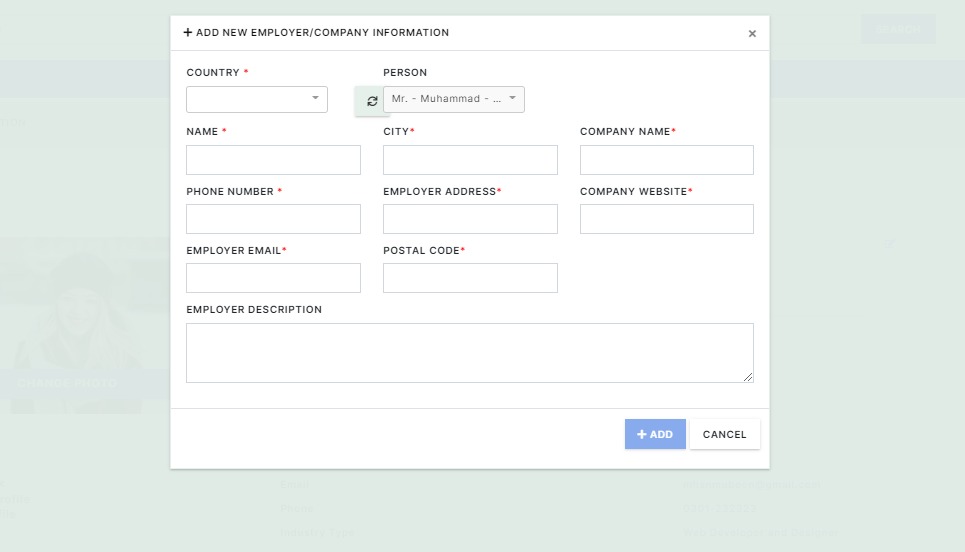 + ADD NEW EMPLOYER/COMPANY INFORMATION ×
COUNTRY * PERSON
Mr. - Muhammad - ...
NAME * CITY* COMPANY NAME*
PHONE NUMBER * EMPLOYER ADDRESS* COMPANY WEBSITE*
EMPLOYER EMAIL* POSTAL CODE*
EMPLOYER DESCRIPTION
+ ADD CANCEL
SEARCH
CHANGE PHOTO
Email
Phone
Industry Type